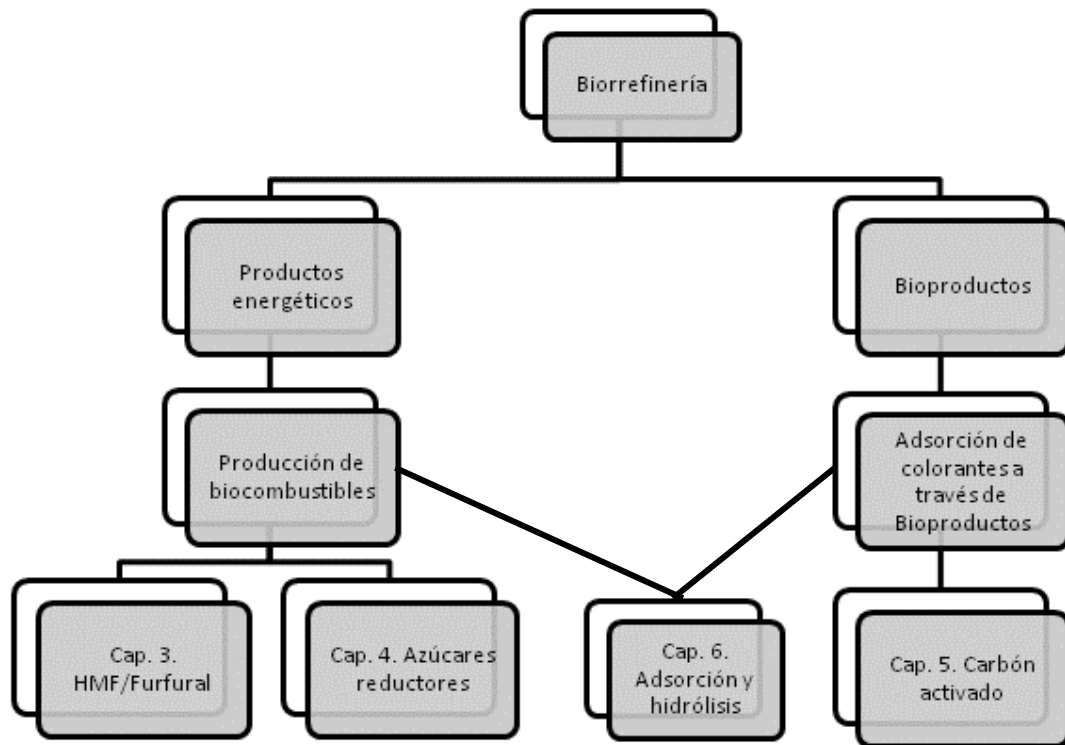 Biorrefinería
Productos
energéticos
Bioproductos
Producción de
biocombustibles
Adsorción de
colorantes a
través de
Bioproductos
Cap. 3.
HMF/Furfural
Cap. 4. Azúcares
reductores
Cap. 6.
Adsorción y
hidrólisis
Cap. 5. Carbón
activado